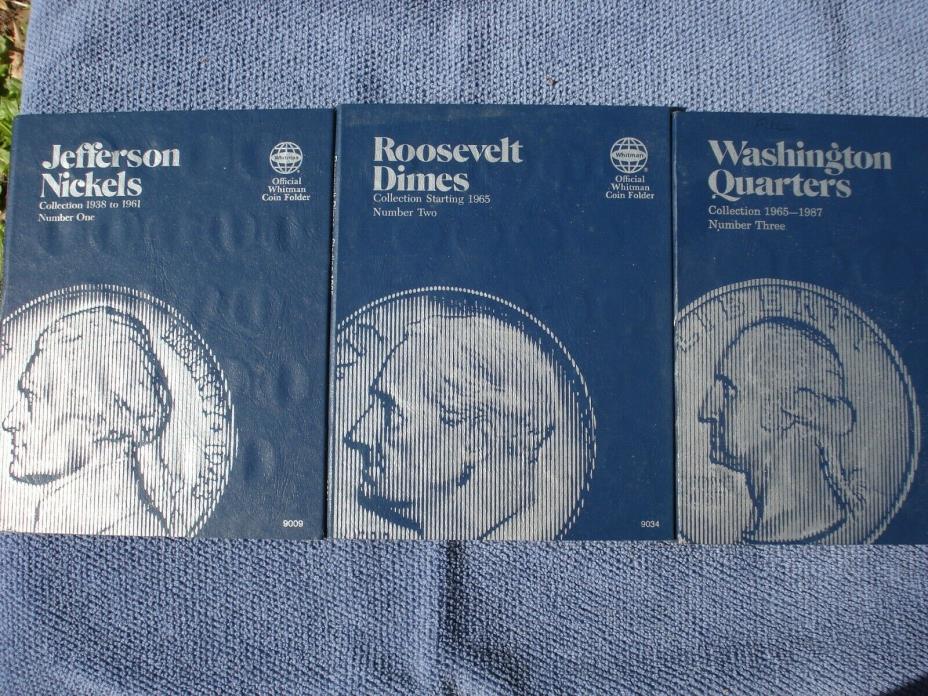 Jefferson
Nickels
Collection 1938 to 1961
Number One
Whitman
Official
Whitman
Coin Folder
9009
Roosevelt
Dimes
Collection Starting 1965
Number Two
Whitman
Official
Whitman
Coin Folder
9034
Washington
Quarters
Collection 1965—1987
Number Three
LIBERTY